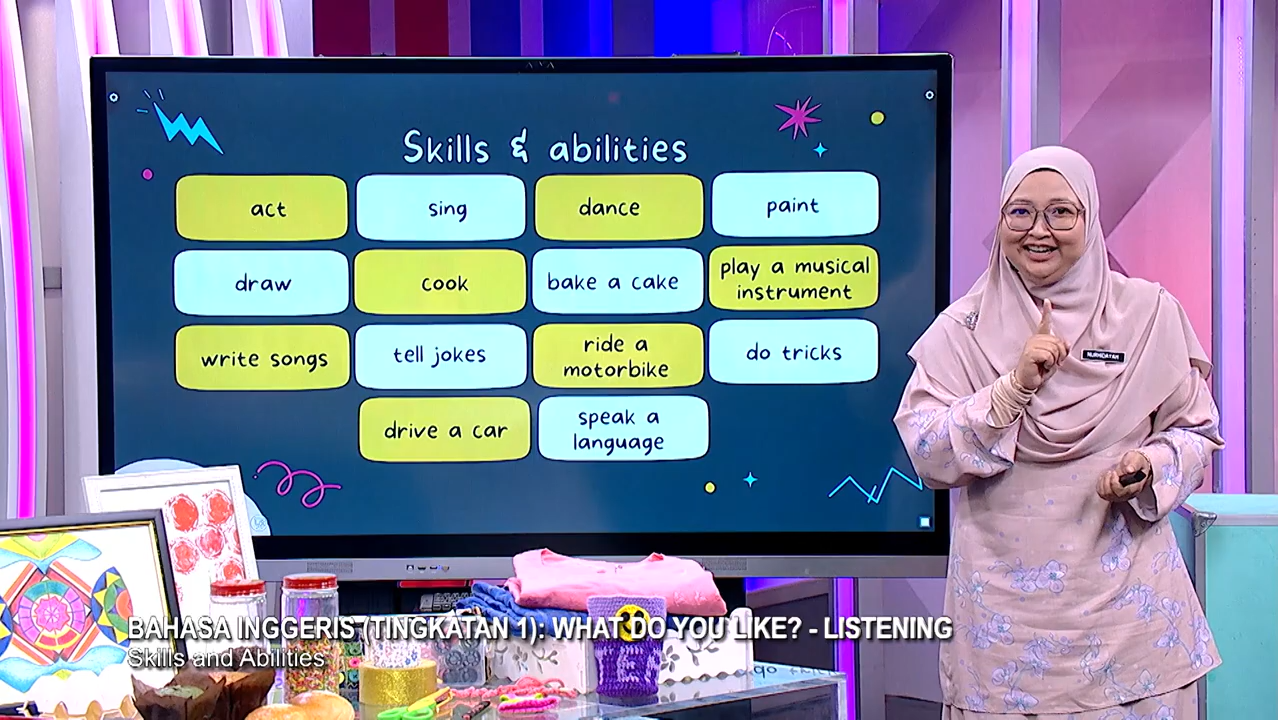 Skills & abilities
act
sing
dance
paint
draw
cook
bake a cake
play a musical
instrument
write songs
tell jokes
ride a
motorbike
do tricks
drive a car
speak a
language
NURHIDAYAH
BAHASA INGGERIS (TINGKATAN 1): WHAT DO YOU LIKE? - LISTENING
Skills and Abilities